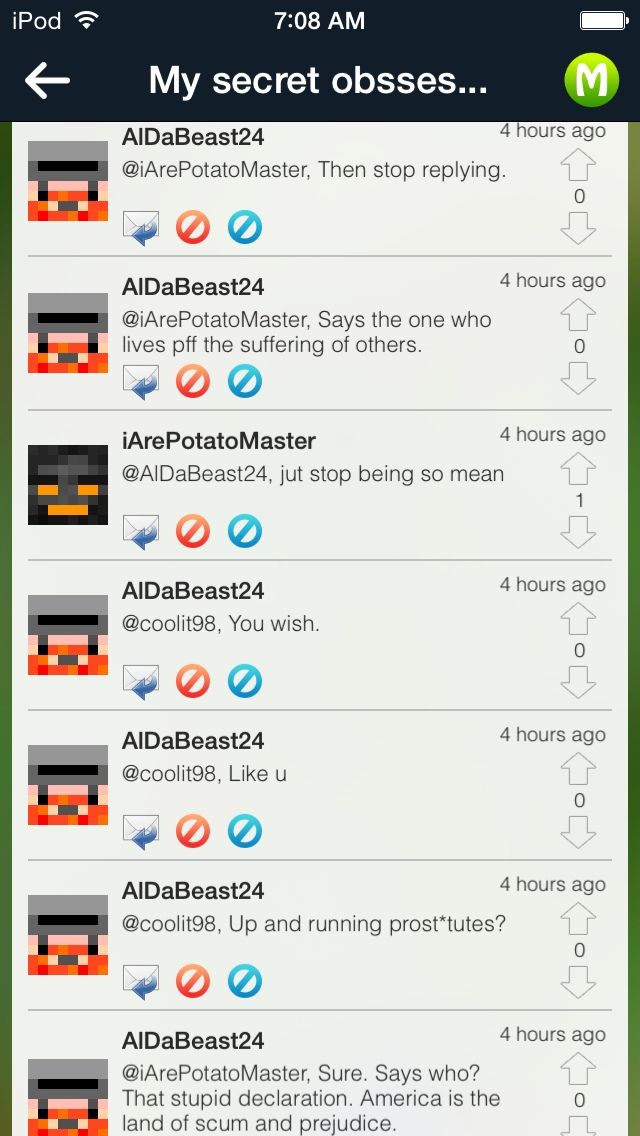 iPod 7:08 AM
My secret obsses... M
AlDaBeast24 4 hours ago
@iArePotatoMaster, Then stop replying.
0
AlDaBeast24 4 hours ago
@iArePotatoMaster, Says the one who
lives pff the suffering of others.
0
iArePotatoMaster 4 hours ago
@AlDaBeast24, jut stop being so mean
1
AlDaBeast24 4 hours ago
@coolit98, You wish.
0
AlDaBeast24 4 hours ago
@coolit98, Like u
0
AlDaBeast24 4 hours ago
@coolit98, Up and running prost*tutes?
0
AlDaBeast24 4 hours ago
@iArePotatoMaster, Sure. Says who?
That stupid declaration. America is the
0
land of scum and prejudice.